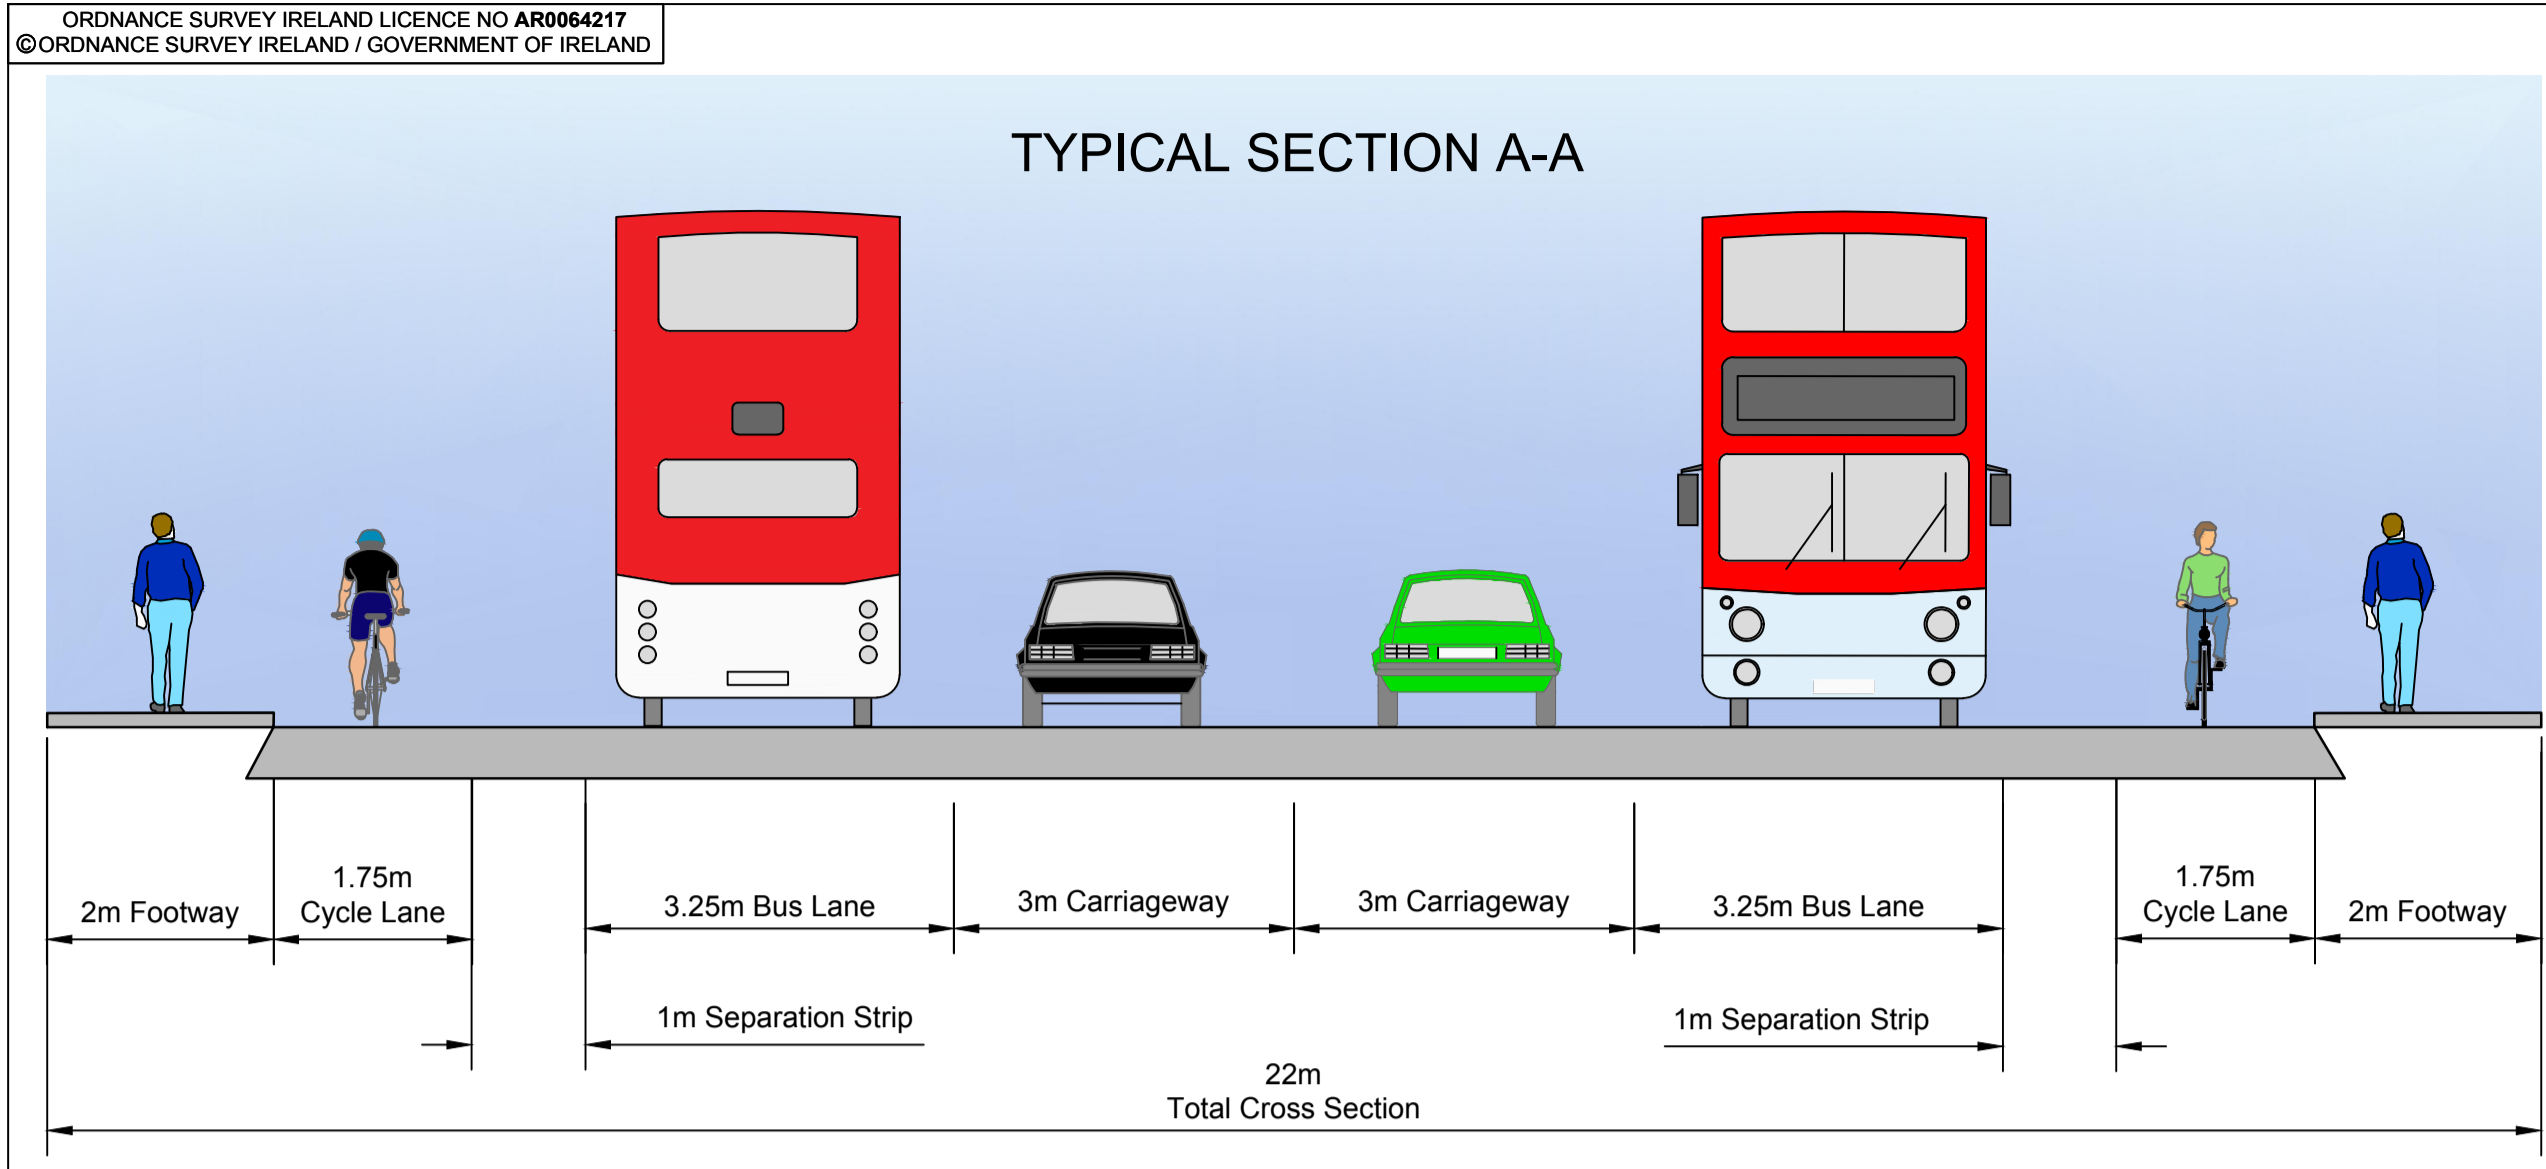 ORDNANCE SURVEY IRELAND LICENCE NO AR0064217
©ORDNANCE SURVEY IRELAND / GOVERNMENT OF IRELAND
TYPICAL SECTION A-A
2m Footway
1.75m
Cycle Lane
3.25m Bus Lane
3m Carriageway
3m Carriageway
3.25m Bus Lane
1.75m
Cycle Lane
2m Footway
1m Separation Strip
1m Separation Strip
22m
Total Cross Section